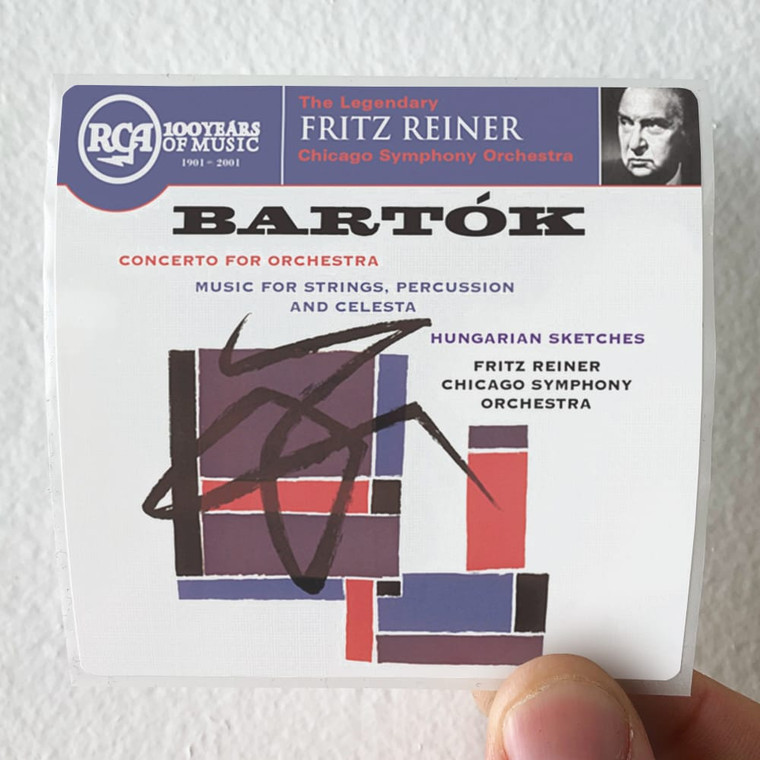 RCA
100 YEARS
OF MUSIC
1901 – 2001
The Legendary
FRITZ REINER
Chicago Symphony Orchestra
BARTÓK
CONCERTO FOR ORCHESTRA
MUSIC FOR STRINGS, PERCUSSION
AND CELESTA
HUNGARIAN SKETCHES
FRITZ REINER
CHICAGO SYMPHONY
ORCHESTRA